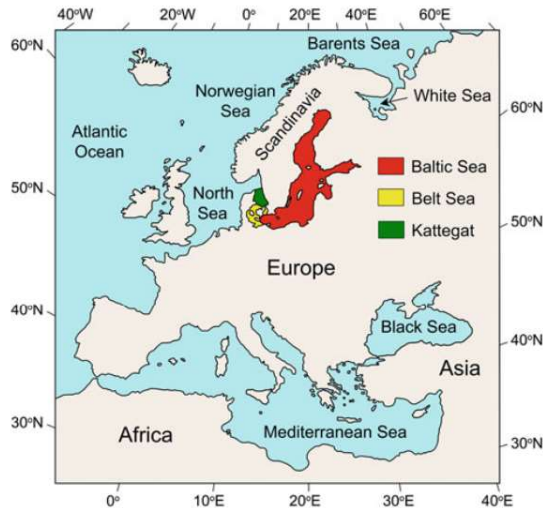 40°W 20°W 0° 20°E 40°E 60°E
60°N
Barents Sea
Norwegian
Sea
White Sea
60°N
Scandinavia
Atlantic
Ocean
Baltic Sea
50°N
North
Sea
Belt Sea
50°N
Kattegat
Europe
40°N
Black Sea
40°N
Asia
30°N
Africa
Mediterranean Sea
30°N
0° 10°E 20°E 30°E 40°E